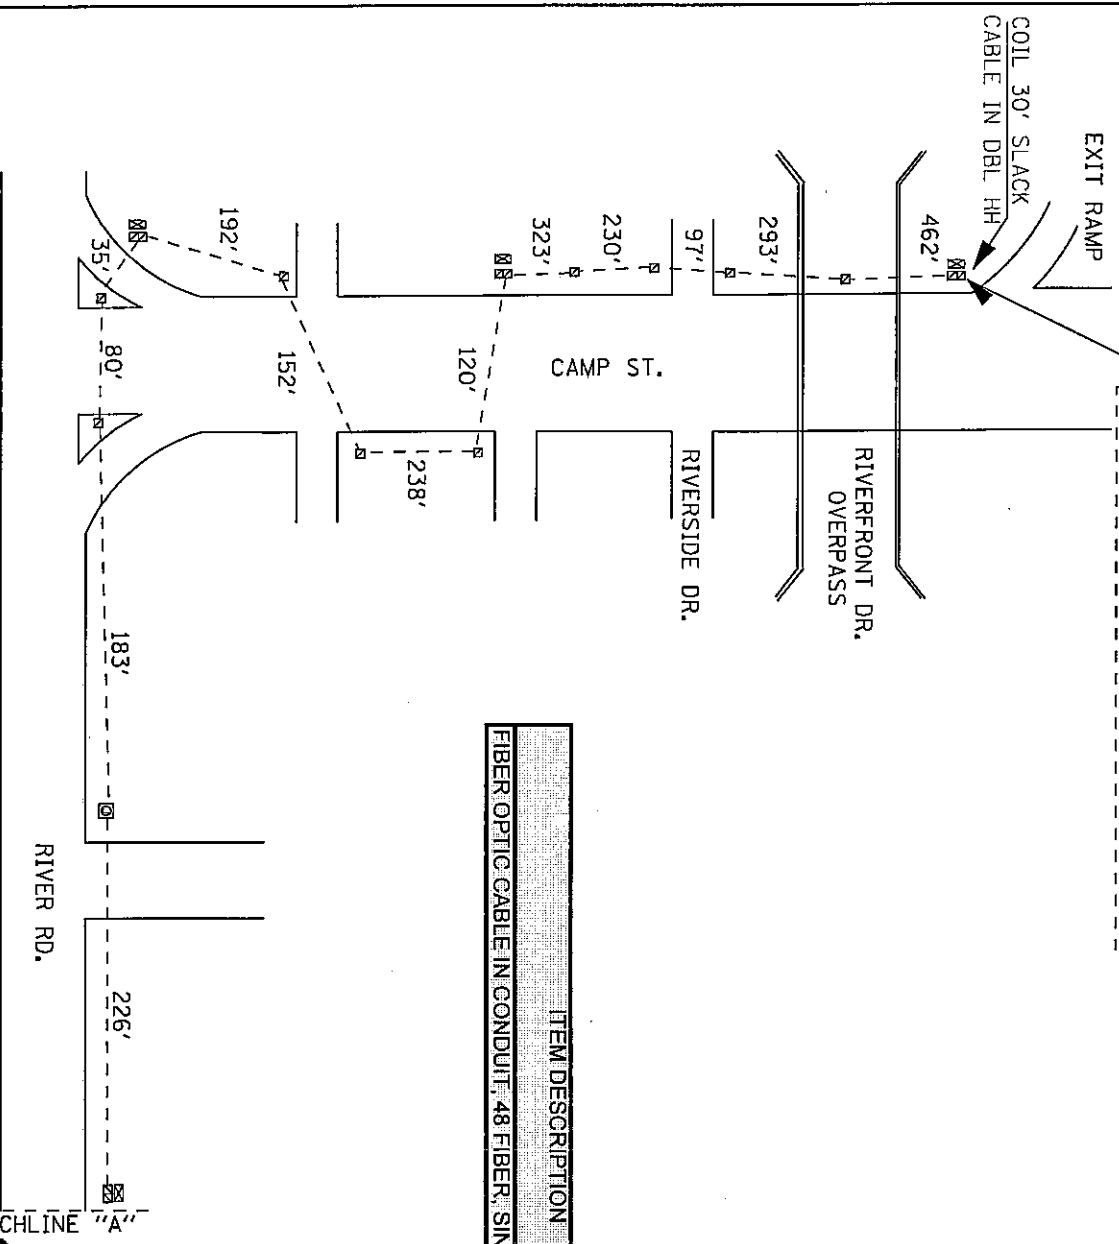 COIL 30' SLACK
CABLE IN DBL HH
EXIT RAMP
462'
293'
97'
230'
323'
192'
35'
80'
152'
120'
238'
CAMP ST.
RIVERSIDE DR.
RIVERFRONT DR.
OVERPASS
183'
226'
RIVER RD.
CHLINE "A"
ITEM DESCRIPTION
FIBER OPTIC CABLE IN CONDUIT, 48 FIBER, SIN